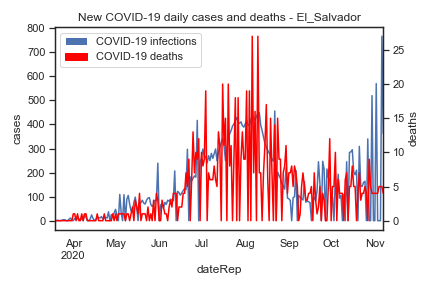 New COVID-19 daily cases and deaths - El_Salvador
COVID-19 infections
COVID-19 deaths
800
700
600
500
400
300
200
100
0
cases
25
20
15
10
5
0
deaths
Apr May Jun Jul Aug Sep Oct Nov
2020
dateRep